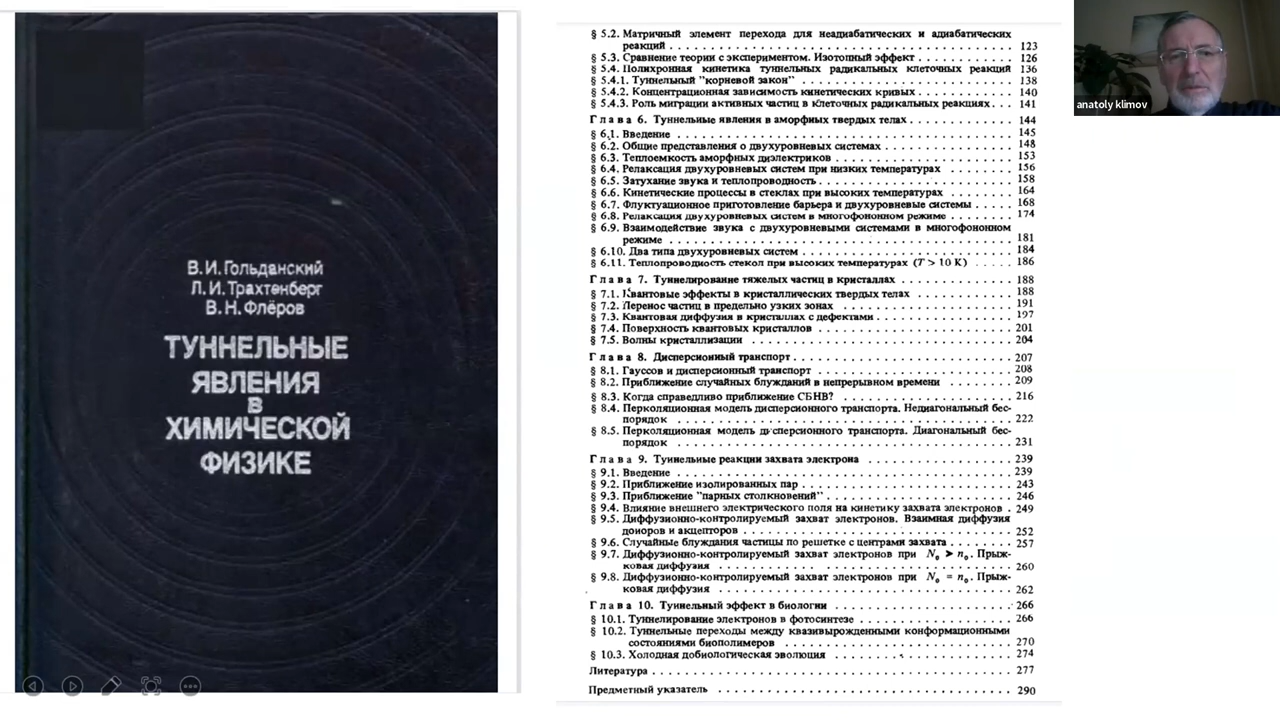 В.И.Гольданский
Л.И.Трахтенберг
В.Н.Флёров
ТУННЕЛЬНЫЕ
ЯВЛЕНИЯ
В
ХИМИЧЕСКОЙ
ФИЗИКЕ
§ 5.2. Матричный элемент перехода для неадиабатических и адиабатических
реакций . . . 123
§ 5.3. Сравнение теории с экспериментом. Изотопный эффект . . . 126
§ 5.4. Полихронная кинетика туннельных радикальных клеточных реакций 136
§ 5.4.1. Туннельный "корневой закон" . . . 138
§ 5.4.2. Концентрационная зависимость кинетических кривых . . . 140
§ 5.4.3. Роль миграции активных частиц в клеточных радикальных реакциях. . . 141
Глава 6. Туннельные явления в аморфных твердых телах . . . 144
§ 6.1. Введение . . . 145
§ 6.2. Общие представления о двухуровневых системах . . . 148
§ 6.3. Теплоемкость аморфных диэлектриков . . . 153
§ 6.4. Релаксация двухуровневых систем при низких температурах . . . 156
§ 6.5. Затухание звука и теплопроводность . . . 158
§ 6.6. Кинетические процессы в стеклах при высоких температурах . . . 164
§ 6.7. Флуктуационное приготовление барьера и двухуровневые системы . . . 168
§ 6.8. Релаксация двухуровневых систем в многофононном режиме . . . 174
§ 6.9. Взаимодействие звука с двухуровневыми системами в многофононном
режиме . . . 181
§ 6.10. Два типа двухуровневых систем . . . 184
§ 6.11. Теплопроводность стекол при высоких температурах (T > 10 K) . . . 186
Глава 7. Туннелирование тяжелых частиц в кристаллах . . . 188
§ 7.1. Квантовые эффекты в кристаллических твердых телах . . . 188
§ 7.2. Перенос частиц в предельно узких зонах . . . 191
§ 7.3. Квантовая диффузия в кристаллах с дефектами . . . 197
§ 7.4. Поверхность квантовых кристаллов . . . 201
§ 7.5. Волны кристаллизации . . . 204
Глава 8. Дисперсионный транспорт . . . 207
§ 8.1. Гауссов и дисперсионный транспорт . . . 208
§ 8.2. Приближение случайных блужданий в непрерывном времени . . . 209
§ 8.3. Когда справедливо приближение СБНВ? . . . 216
§ 8.4. Перколяционная модель дисперсионного транспорта. Недиагональный бес-
порядок . . . 222
§ 8.5. Перколяционная модель дисперсионного транспорта. Диагональный бес-
порядок . . . 231
Глава 9. Туннельные реакции захвата электрона . . . 239
§ 9.1. Введение . . . 239
§ 9.2. Приближение изолированных пар . . . 243
§ 9.3. Приближение "парных столкновений" . . . 246
§ 9.4. Влияние внешнего электрического поля на кинетику захвата электронов . 249
§ 9.5. Диффузионно-контролируемый захват электронов. Взаимная диффузия
доноров и акцепторов . . . 252
§ 9.6. Случайные блуждания частицы по решетке с центрами захвата . . . 257
§ 9.7. Диффузионно-контролируемый захват электронов при N₀ ≫ n₀. Прыж-
ковая диффузия . . . 260
§ 9.8. Диффузионно-контролируемый захват электронов при N₀ = n₀. Прыж-
ковая диффузия . . . 262
Глава 10. Туннельный эффект в биологии . . . 266
§ 10.1. Туннелирование электронов в фотосинтезе . . . 266
§ 10.2. Туннельные переходы между квазивырожденными конформационными
состояниями биополимеров . . . 270
§ 10.3. Холодная добиологическая эволюция . . . 274
Литература . . . 277
Предметный указатель . . . 290
anatoly klimov